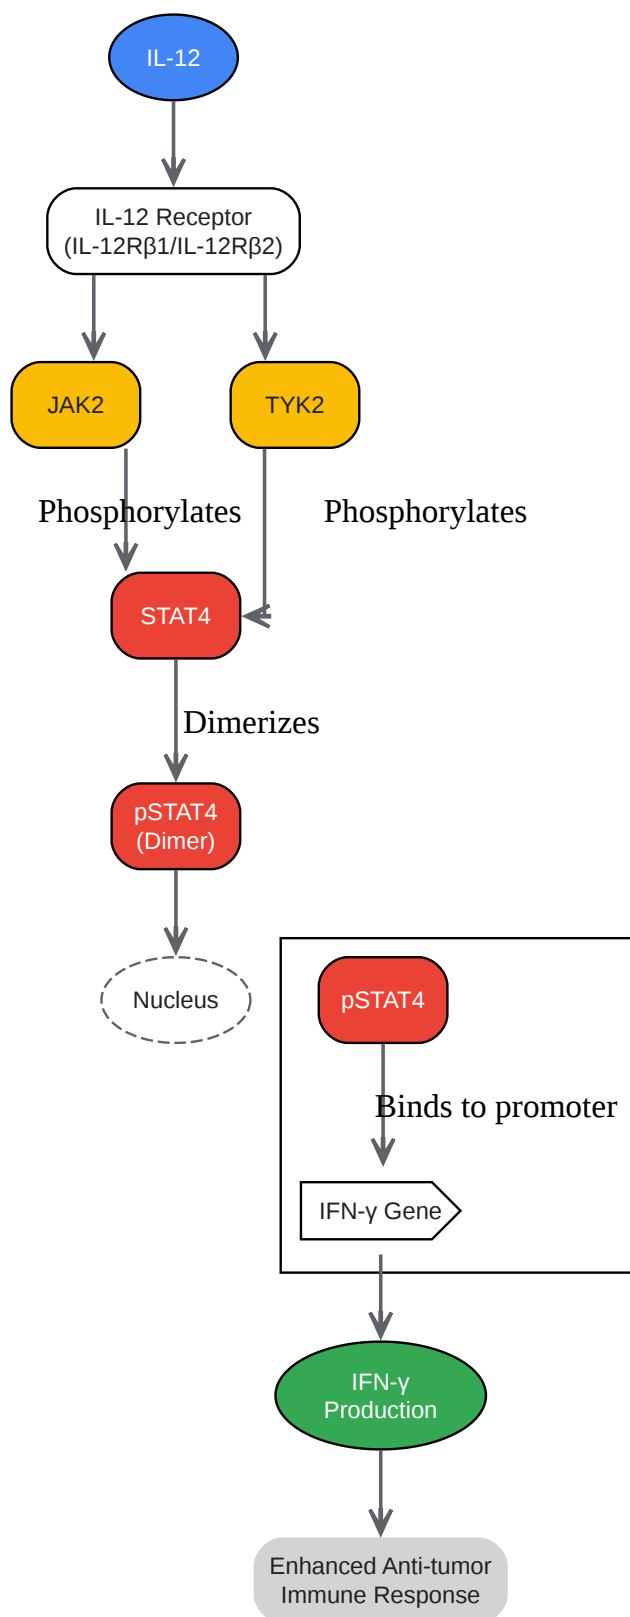 IL-12
IL-12 Receptor
(IL-12Rβ1/IL-12Rβ2)
JAK2
TYK2
Phosphorylates
Phosphorylates
STAT4
Dimerizes
pSTAT4
(Dimer)
Nucleus
pSTAT4
Binds to promoter
IFN-γ Gene
IFN-γ
Production
Enhanced Anti-tumor
Immune Response